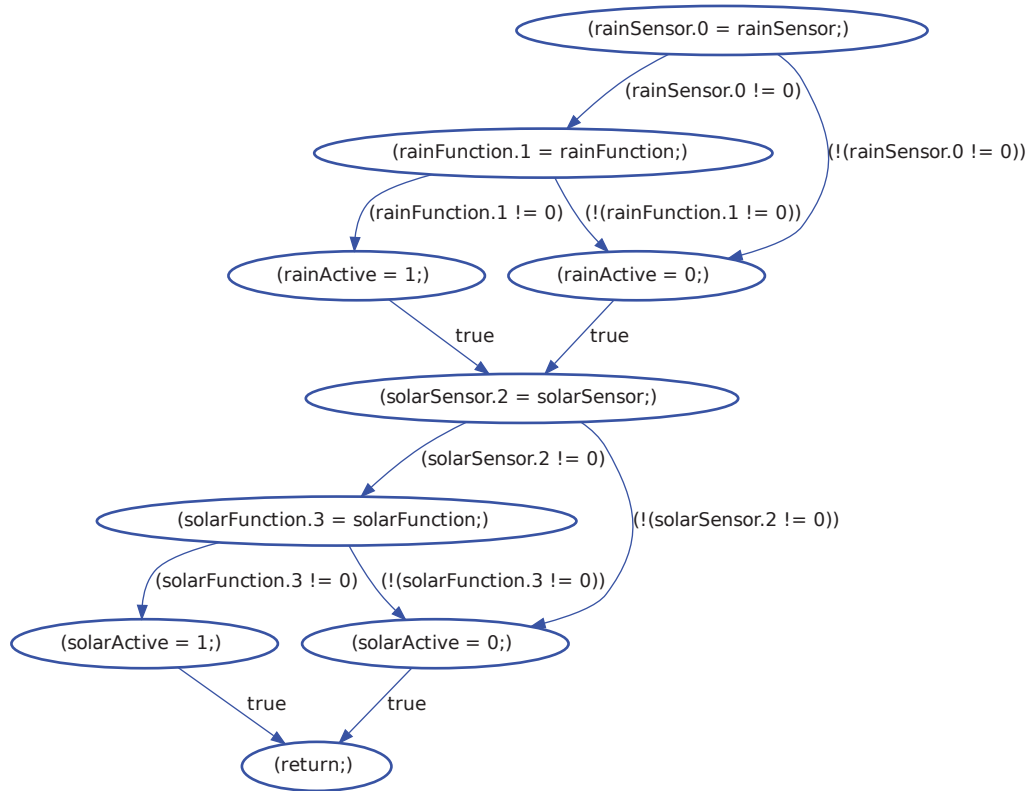 (rainSensor.0 = rainSensor;)
(rainSensor.0 != 0)
(rainFunction.1 = rainFunction;)
(!(rainSensor.0 != 0))
(rainFunction.1 != 0)
(!(rainFunction.1 != 0))
(rainActive = 1;)
(rainActive = 0;)
true
true
(solarSensor.2 = solarSensor;)
(solarSensor.2 != 0)
(solarFunction.3 = solarFunction;)
(!(solarSensor.2 != 0))
(solarFunction.3 != 0)
(!(solarFunction.3 != 0))
(solarActive = 1;)
(solarActive = 0;)
true
true
(return;)